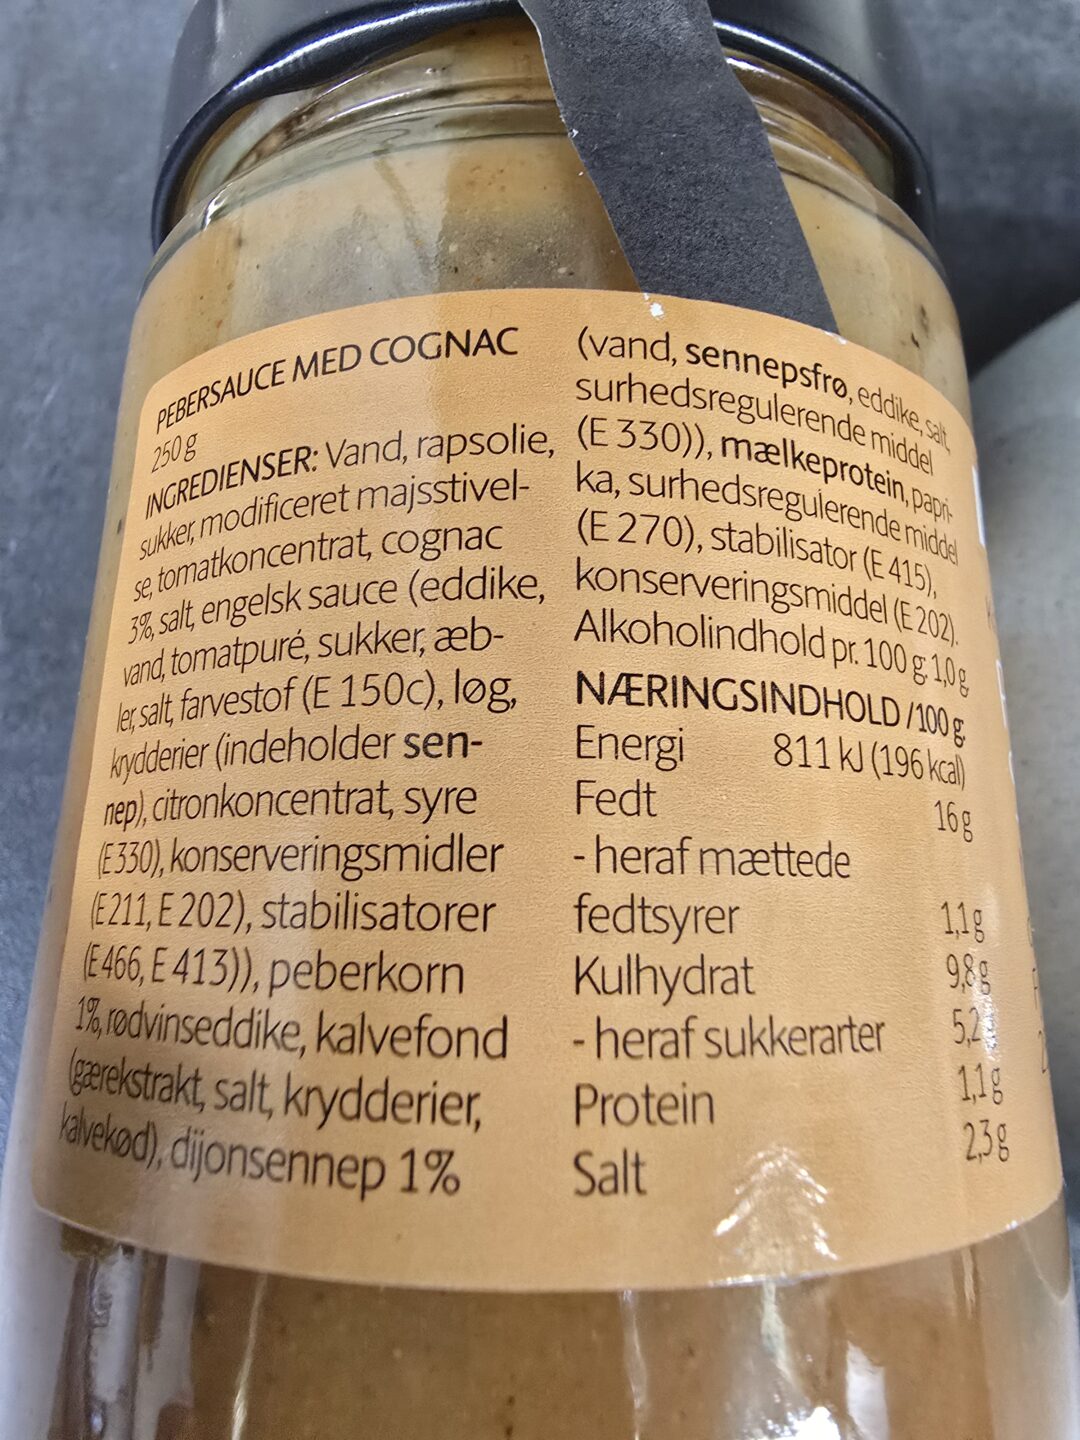 PEBERSAUCE MED COGNAC
250 g
INGREDIENSER: Vand, rapsolie,
sukker, modificeret majsstivel-
se, tomatkoncentrat, cognac
3%, salt, engelsk sauce (eddike,
vand, tomatpuré, sukker, æb-
ler, salt, farvestof (E 150c), løg,
krydderier (indeholder sen-
nep), citronkoncentrat, syre
(E330), konserveringsmidler
(E211, E 202), stabilisatorer
(E466, E 413)), peberkorn
1%, rødvinseddike, kalvefond
(gærekstrakt, salt, krydderier,
kalvekød), dijonsennep 1%
(vand, sennepsfrø, eddike, salt,
surhedsregulerende middel
(E 330)), mælkeprotein, papri-
ka, surhedsregulerende middel
(E 270), stabilisator (E 415),
konserveringsmiddel (E 202).
Alkoholindhold pr. 100 g: 1,0 g
NÆRINGSINDHOLD /100 g.
Energi 811 kJ (196 kcal)
Fedt 16 g
- heraf mættede
fedtsyrer 1,1 g
Kulhydrat 9,8 g
- heraf sukkerarter 5,2
Protein 1,1 g
Salt 2,3 g